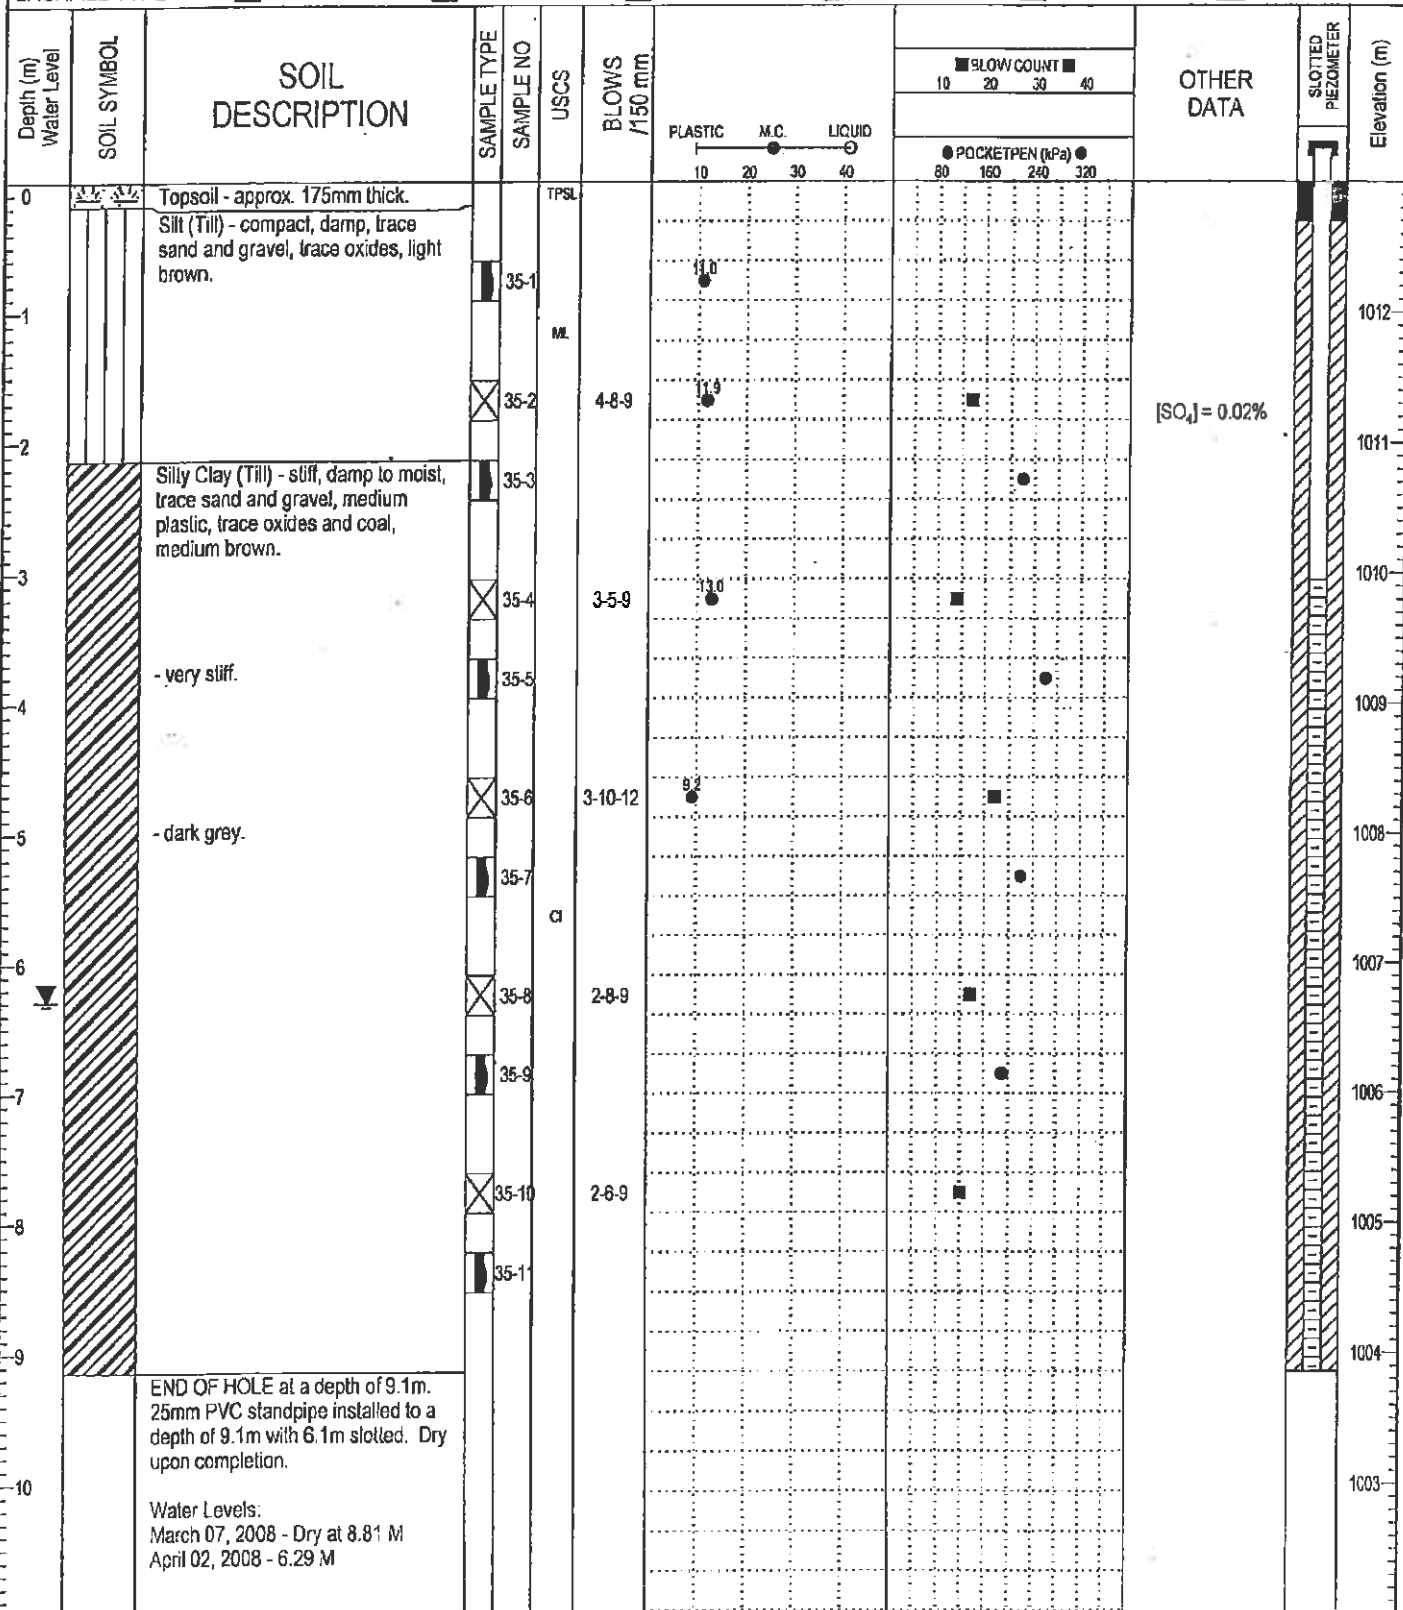 Depth (m)
Water Level
SOIL SYMBOL
SOIL
DESCRIPTION
SAMPLE TYPE
SAMPLE NO
USCS
BLOWS
/150 mm
PLASTIC M.C. LIQUID
10 20 30 40
■ BLOW COUNT ■
10 20 30 40
● POCKETPEN (kPa) ●
80 160 240 320
OTHER
DATA
SLOTTED
PIEZOMETER
Elevation (m)
0
Topsoil - approx. 175mm thick.
TPSL
Silt (Till) - compact, damp, trace
sand and gravel, trace oxides, light
brown.
35-1
11.0
1
ML
1012
35-2
4-8-9
11.9
[SO₄] = 0.02%
2
1011
Silty Clay (Till) - stiff, damp to moist,
trace sand and gravel, medium
plastic, trace oxides and coal,
medium brown.
35-3
3
1010
35-4
3-5-9
13.0
- very stiff.
35-5
4
1009
35-6
3-10-12
9.2
5
- dark grey.
1008
35-7
CI
6
1007
35-8
2-8-9
35-9
7
1006
35-10
2-6-9
8
1005
35-11
9
1004
END OF HOLE at a depth of 9.1m.
25mm PVC standpipe installed to a
depth of 9.1m with 6.1m slotted. Dry
upon completion.
10
1003
Water Levels:
March 07, 2008 - Dry at 8.81 M
April 02, 2008 - 6.29 M